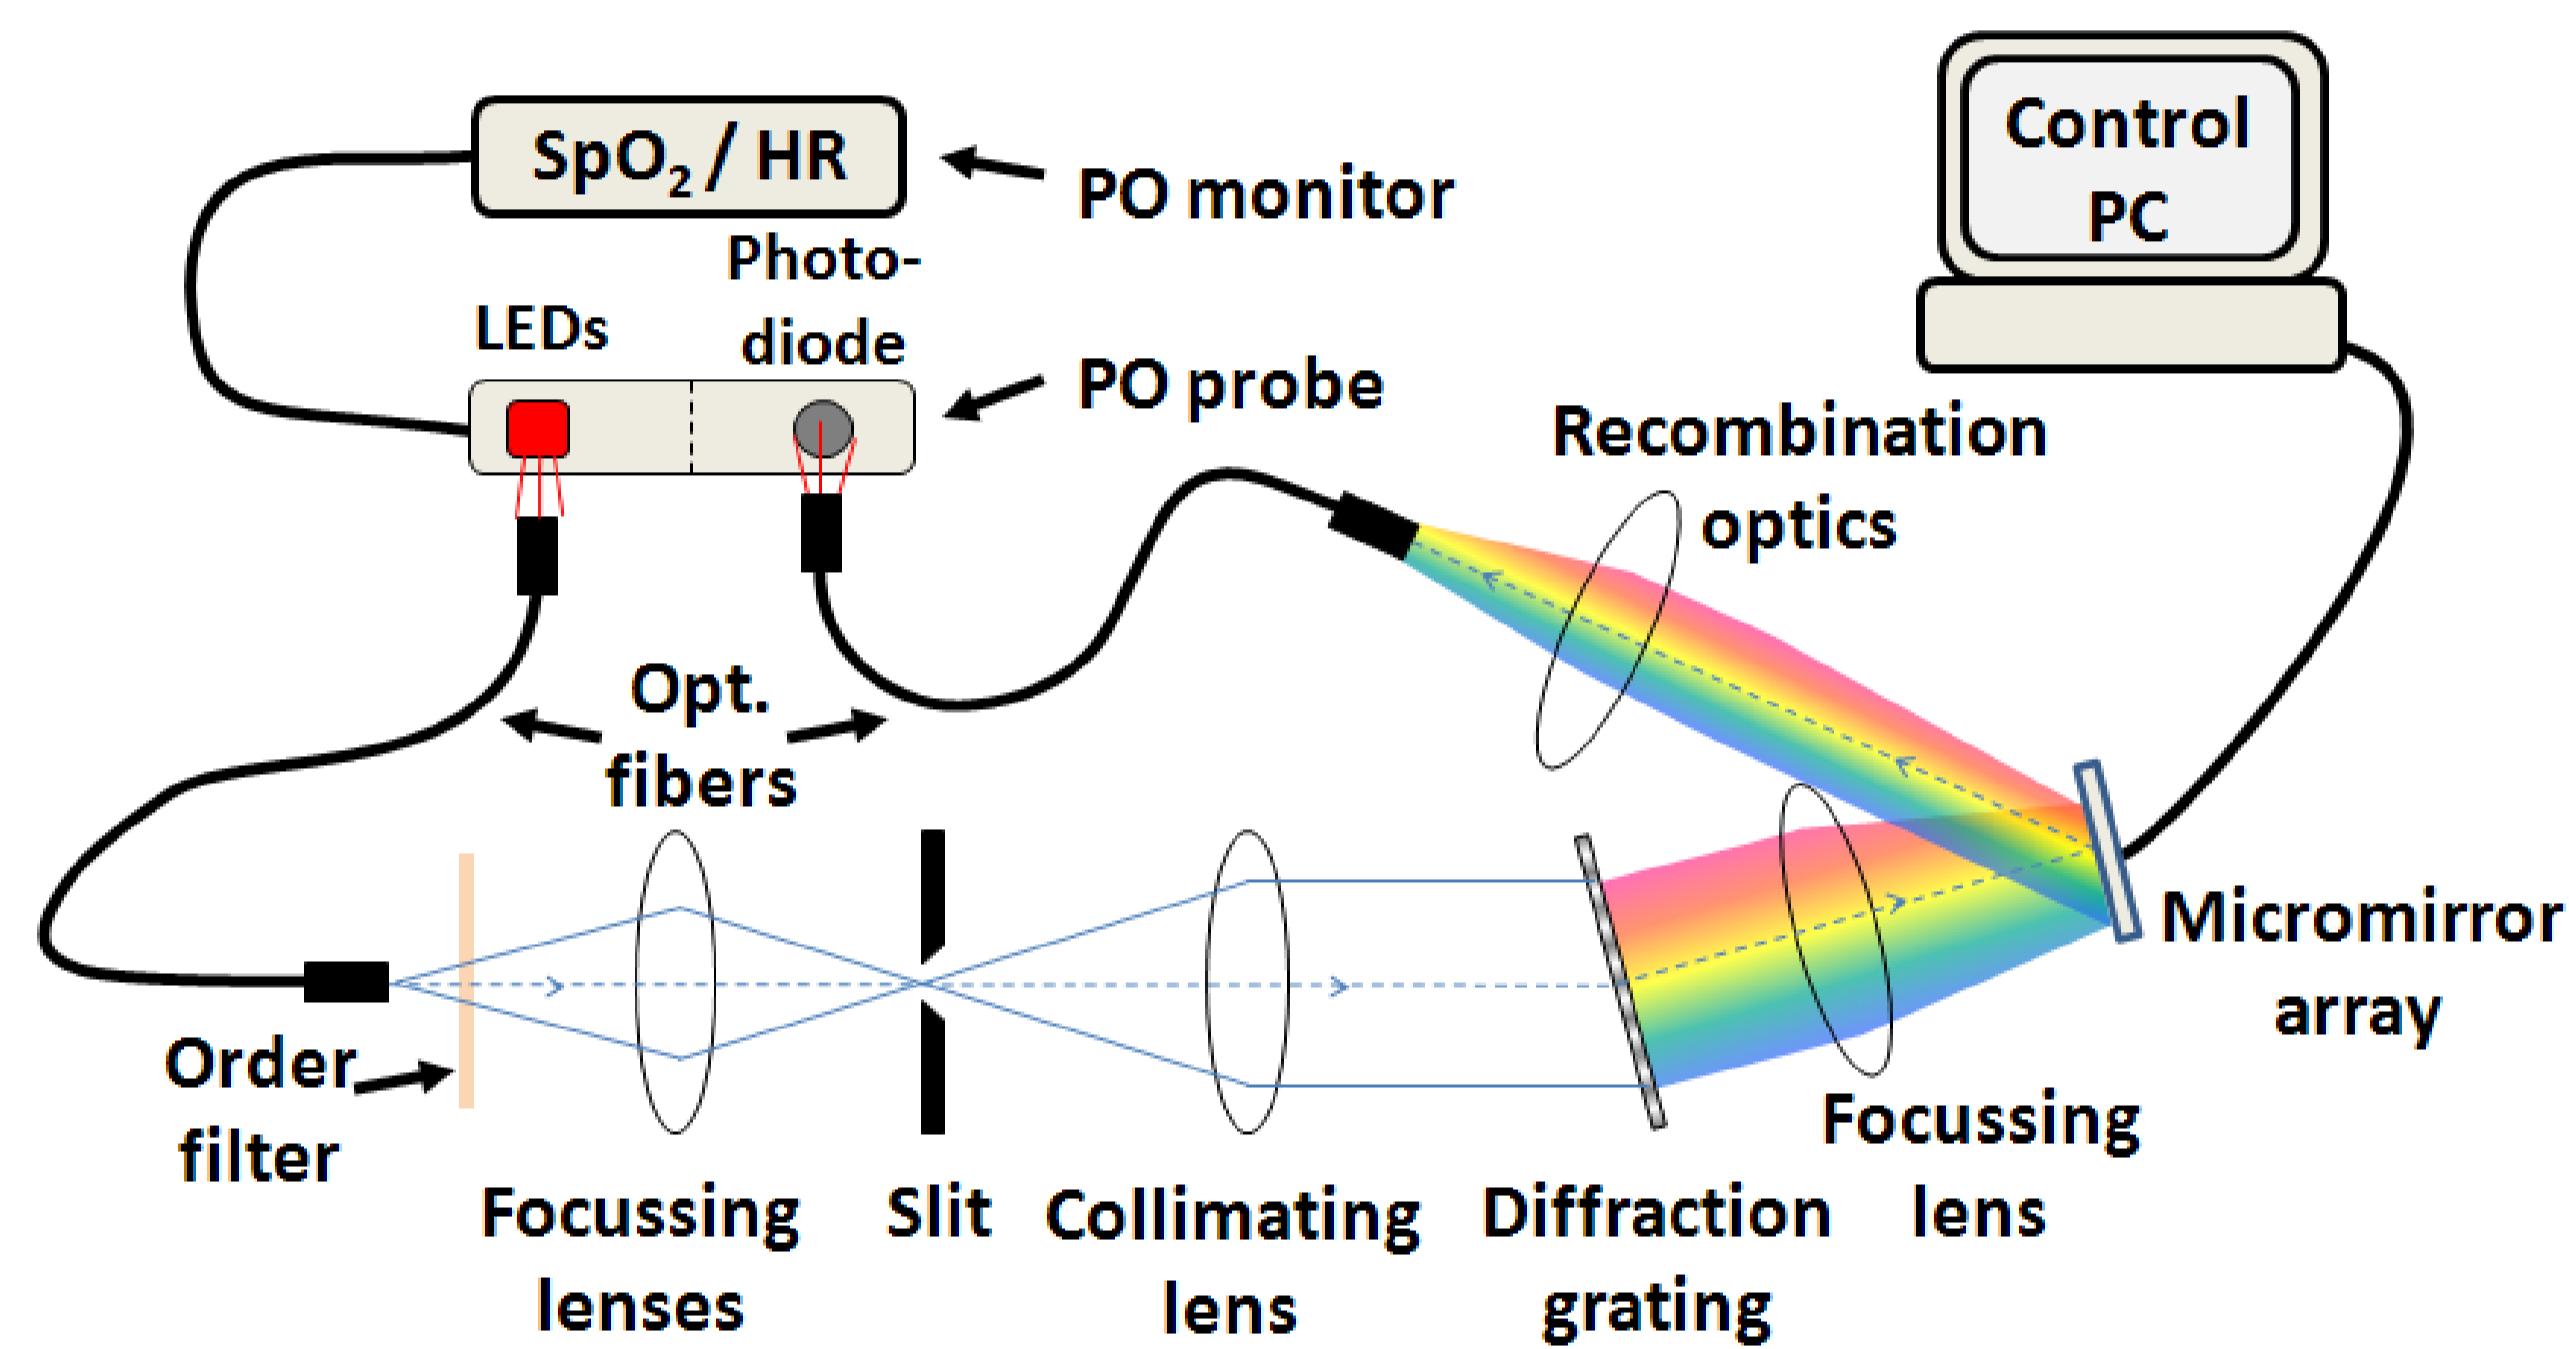 SpO₂ / HR
PO monitor
Control
PC
Photo-
diode
LEDs
PO probe
Recombination
optics
Opt.
fibers
Micromirror
array
Order
filter
Focussing
lenses
Slit
Collimating
lens
Diffraction
grating
Focussing
lens